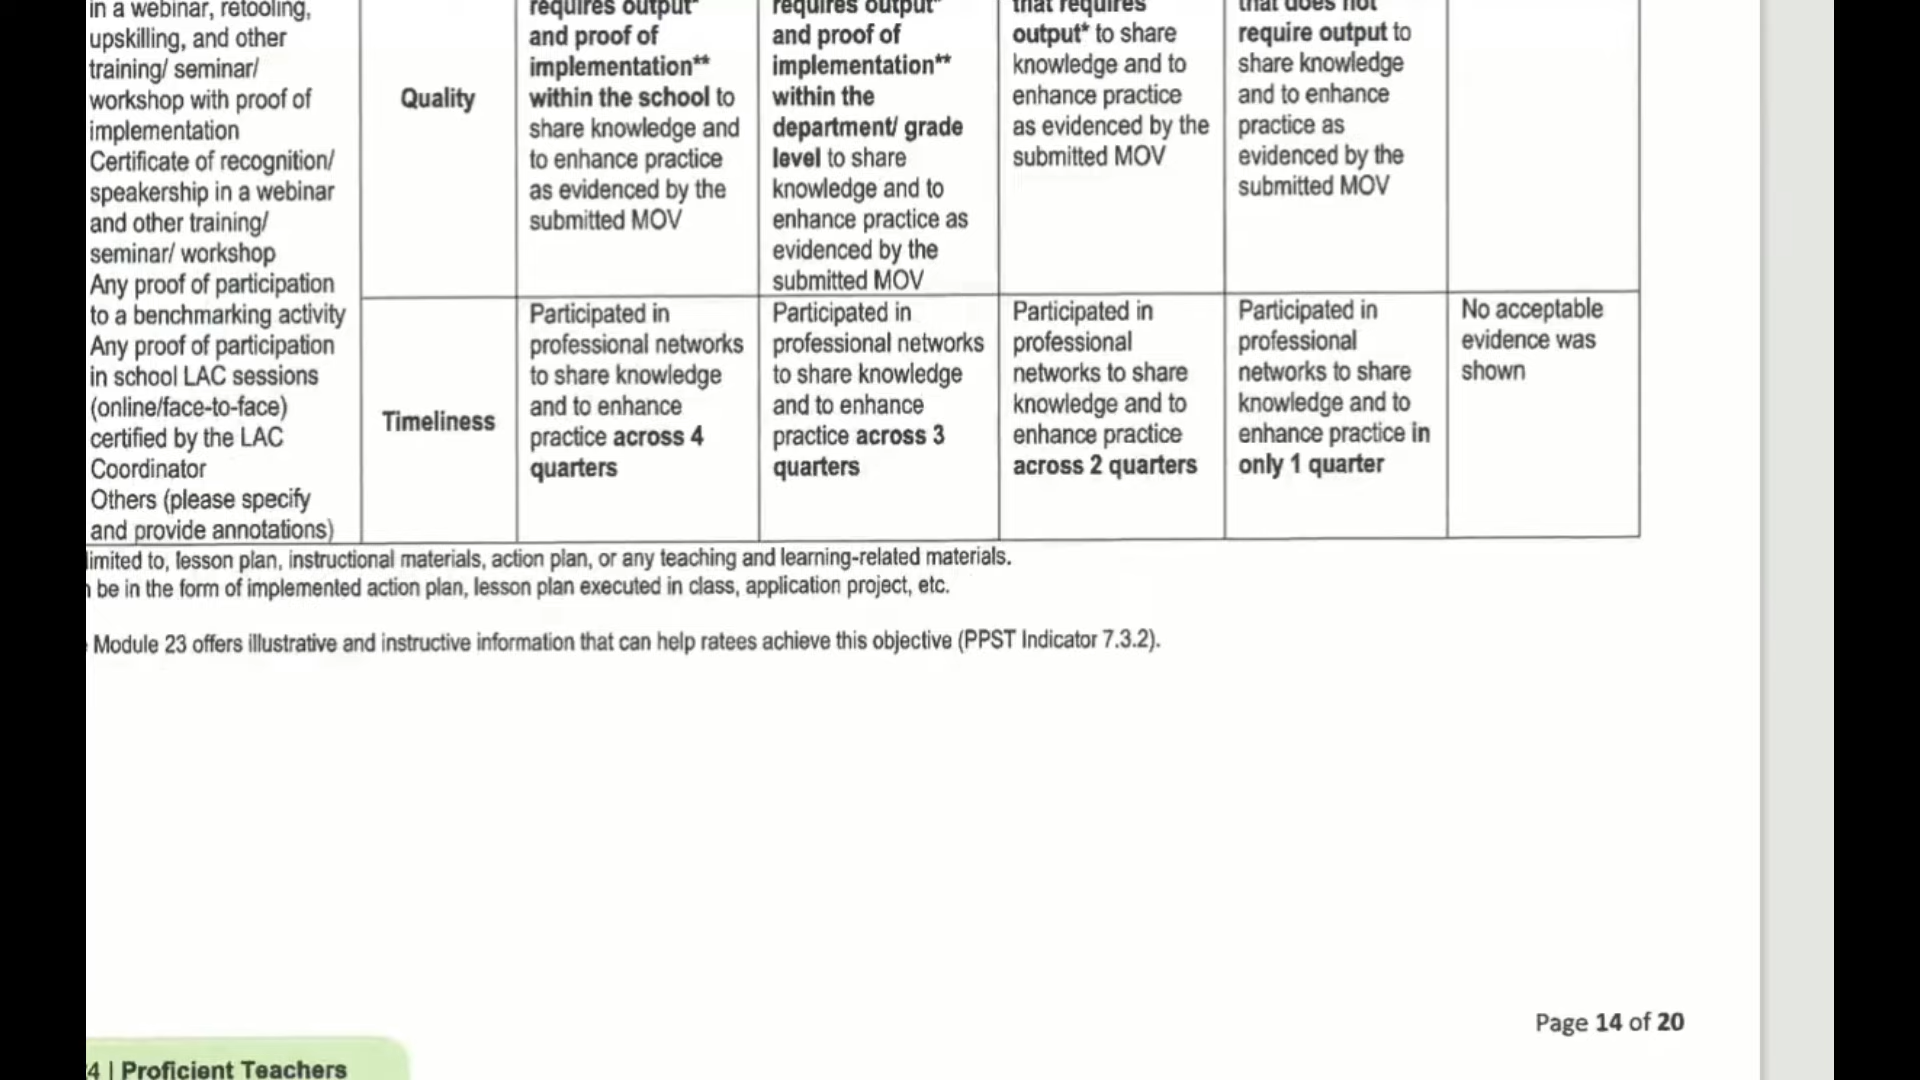 in a webinar, retooling,
upskilling, and other
training/ seminar/
workshop with proof of
implementation
Certificate of recognition/
speakership in a webinar
and other training/
seminar/ workshop
Any proof of participation
to a benchmarking activity
Any proof of participation
in school LAC sessions
(online/face-to-face)
certified by the LAC
Coordinator
Others (please specify
and provide annotations)
Quality
requires output*
and proof of
implementation**
within the school to
share knowledge and
to enhance practice
as evidenced by the
submitted MOV
requires output*
and proof of
implementation**
within the
department/ grade
level to share
knowledge and to
enhance practice as
evidenced by the
submitted MOV
that requires
output* to share
knowledge and to
enhance practice
as evidenced by the
submitted MOV
that does not
require output to
share knowledge
and to enhance
practice as
evidenced by the
submitted MOV
Timeliness
Participated in
professional networks
to share knowledge
and to enhance
practice across 4
quarters
Participated in
professional networks
to share knowledge
and to enhance
practice across 3
quarters
Participated in
professional
networks to share
knowledge and to
enhance practice
across 2 quarters
Participated in
professional
networks to share
knowledge and to
enhance practice in
only 1 quarter
No acceptable
evidence was
shown
limited to, lesson plan, instructional materials, action plan, or any teaching and learning-related materials.
be in the form of implemented action plan, lesson plan executed in class, application project, etc.
Module 23 offers illustrative and instructive information that can help ratees achieve this objective (PPST Indicator 7.3.2).
Page 14 of 20
4 | Proficient Teachers